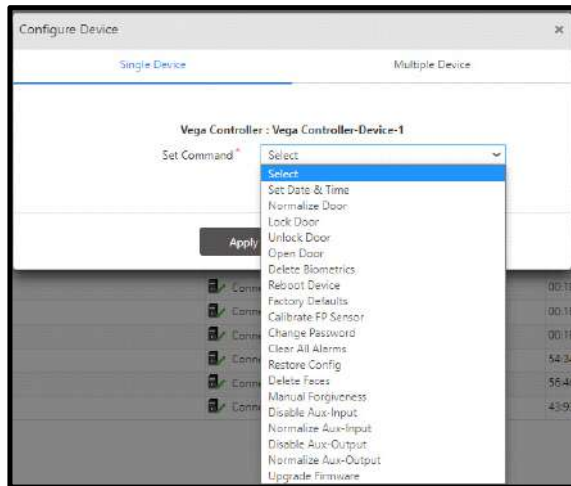 Configure Device ×
Single Device Multiple Device
Vega Controller : Vega Controller-Device-1
Set Command * Select
Select
Set Date & Time
Normalize Door
Lock Door
Unlock Door
Apply
Open Door
Delete Biometrics
Reboot Device
Factory Defaults
Calibrate FP Sensor
Change Password
Clear All Alarms
Restore Config
Delete Faces
Manual Forgiveness
Disable Aux-Input
Normalize Aux-Input
Disable Aux-Output
Normalize Aux-Output
Upgrade Firmware